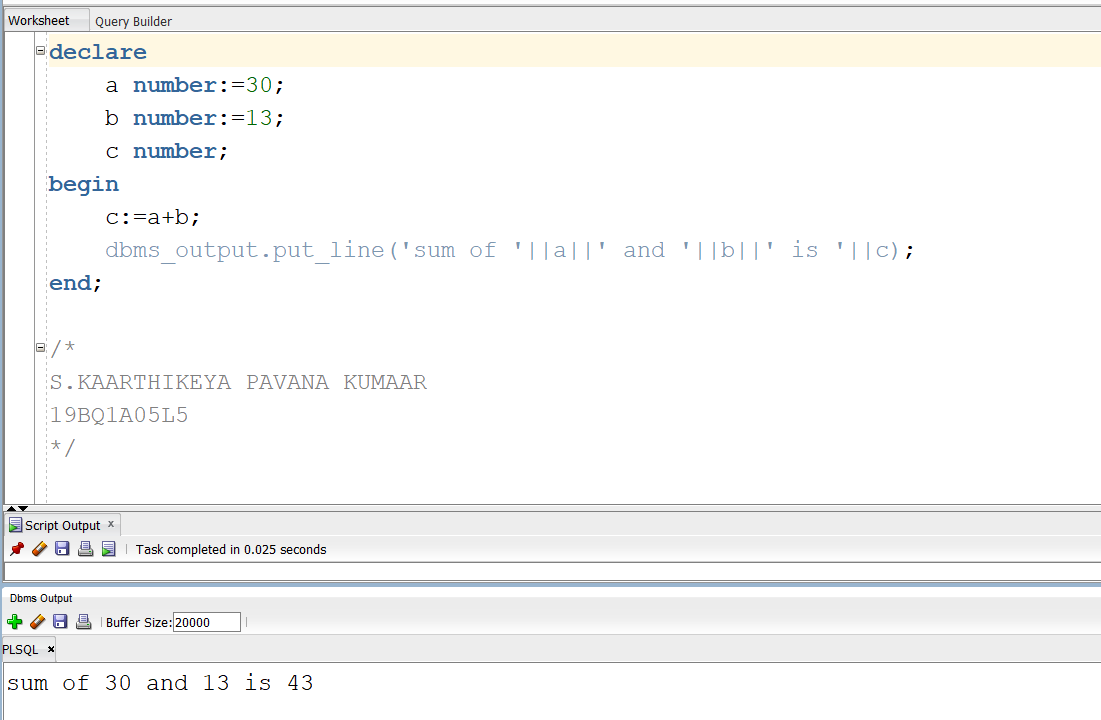 Worksheet Query Builder
declare
a number:=30;
b number:=13;
c number;
begin
c:=a+b;
dbms_output.put_line('sum of '||a||' and '||b||' is '||c);
end;
/*
S.KAARTHIKEYA PAVANA KUMAAR
19BQ1A05L5
*/
Script Output x
Task completed in 0.025 seconds
Dbms Output
Buffer Size: 20000
PLSQL x
sum of 30 and 13 is 43